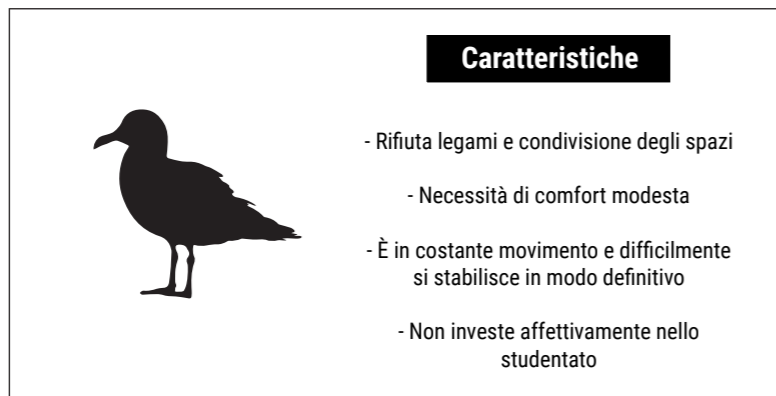 Caratteristiche
- Rifiuta legami e condivisione degli spazi
- Necessità di comfort modesta
- È in costante movimento e difficilmente
si stabilisce in modo definitivo
- Non investe affettivamente nello
studentato